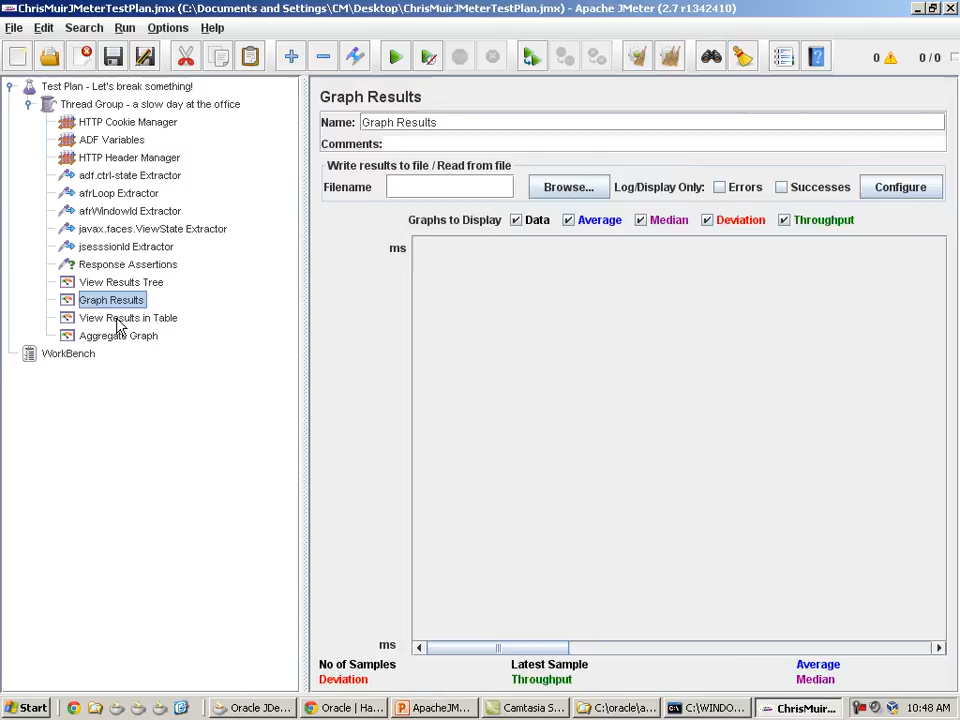 ChrisMuirJMeterTestPlan.jmx (C:\Documents and Settings\CM\Desktop\ChrisMuirJMeterTestPlan.jmx) - Apache JMeter (2.7 r1342410)
File Edit Search Run Options Help
0 0 / 0
Test Plan - Let's break something!
Thread Group - a slow day at the office
HTTP Cookie Manager
ADF Variables
HTTP Header Manager
adf.ctrl-state Extractor
afrLoop Extractor
afrWindowId Extractor
javax.faces.ViewState Extractor
jsesssionId Extractor
Response Assertions
View Results Tree
Graph Results
View Results in Table
Aggregate Graph
WorkBench
Graph Results
Name: Graph Results
Comments:
Write results to file / Read from file
Filename Browse... Log/Display Only: Errors Successes Configure
Graphs to Display Data Average Median Deviation Throughput
ms
ms
No of Samples Latest Sample Average
Deviation Throughput Median
Start Oracle JDe... Oracle | Ha... ApacheJM... Camtasia S... C:\oracle\a... C:\WINDO... ChrisMuir... 10:48 AM